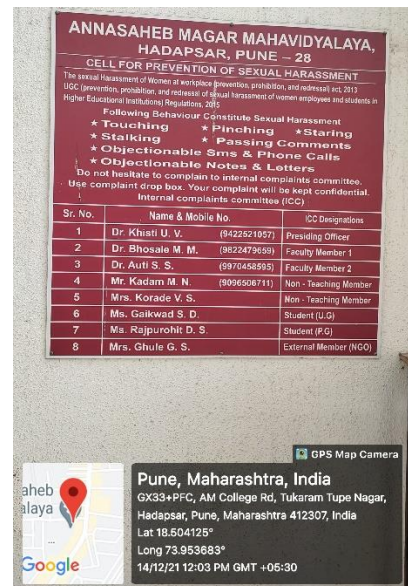 ANNASAHEB MAGAR MAHAVIDYALAYA,
HADAPSAR, PUNE – 28
CELL FOR PREVENTION OF SEXUAL HARASSMENT
The sexual Harassment of Women at workplace (prevention, prohibition, and redressal) act, 2013
UGC (prevention, prohibition, and redressal of sexual harassment of women employees and students in
Higher Educational Institutions) Regulations, 2015
Following Behaviour Constitute Sexual Harassment
★ Touching ★ Pinching ★ Staring
★ Stalking ★ Passing Comments
★ Objectionable Sms & Phone Calls
★ Objectionable Notes & Letters
Do not hesitate to complain to internal complaints committee.
Use complaint drop box. Your complaint will be kept confidential.
Internal complaints committee (ICC)
Sr. No. Name & Mobile No. ICC Designations
1 Dr. Khisti U. V. (9422521057) Presiding Officer
2 Dr. Bhosale M. M. (9822479659) Faculty Member 1
3 Dr. Auti S. S. (9970458595) Faculty Member 2
4 Mr. Kadam M. N. (9096506711) Non - Teaching Member
5 Mrs. Korade V. S. Non - Teaching Member
6 Ms. Gaikwad S. D. Student (U.G)
7 Ms. Rajpurohit D. S. Student (P.G)
8 Mrs. Ghule G. S. External Member (NGO)
GPS Map Camera
aheb
alaya
Google
Pune, Maharashtra, India
GX33+PFC, AM College Rd, Tukaram Tupe Nagar,
Hadapsar, Pune, Maharashtra 412307, India
Lat 18.504125°
Long 73.953683°
14/12/21 12:03 PM GMT +05:30